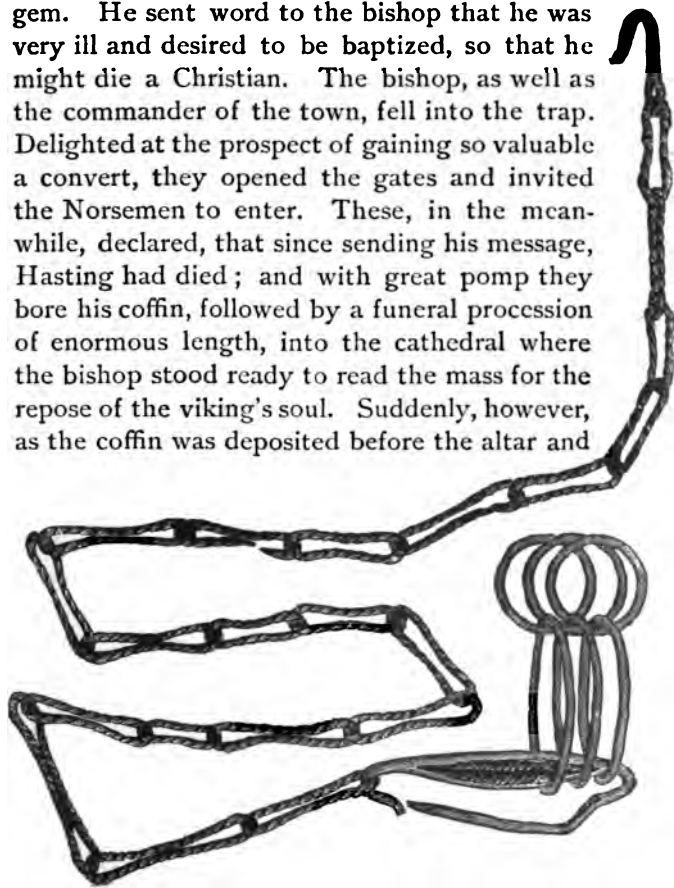 gem. He sent word to the bishop that he was
very ill and desired to be baptized, so that he
might die a Christian. The bishop, as well as
the commander of the town, fell into the trap.
Delighted at the prospect of gaining so valuable
a convert, they opened the gates and invited
the Norsemen to enter. These, in the mean-
while, declared, that since sending his message,
Hasting had died ; and with great pomp they
bore his coffin, followed by a funeral procession
of enormous length, into the cathedral where
the bishop stood ready to read the mass for the
repose of the viking's soul. Suddenly, however,
as the coffin was deposited before the altar and